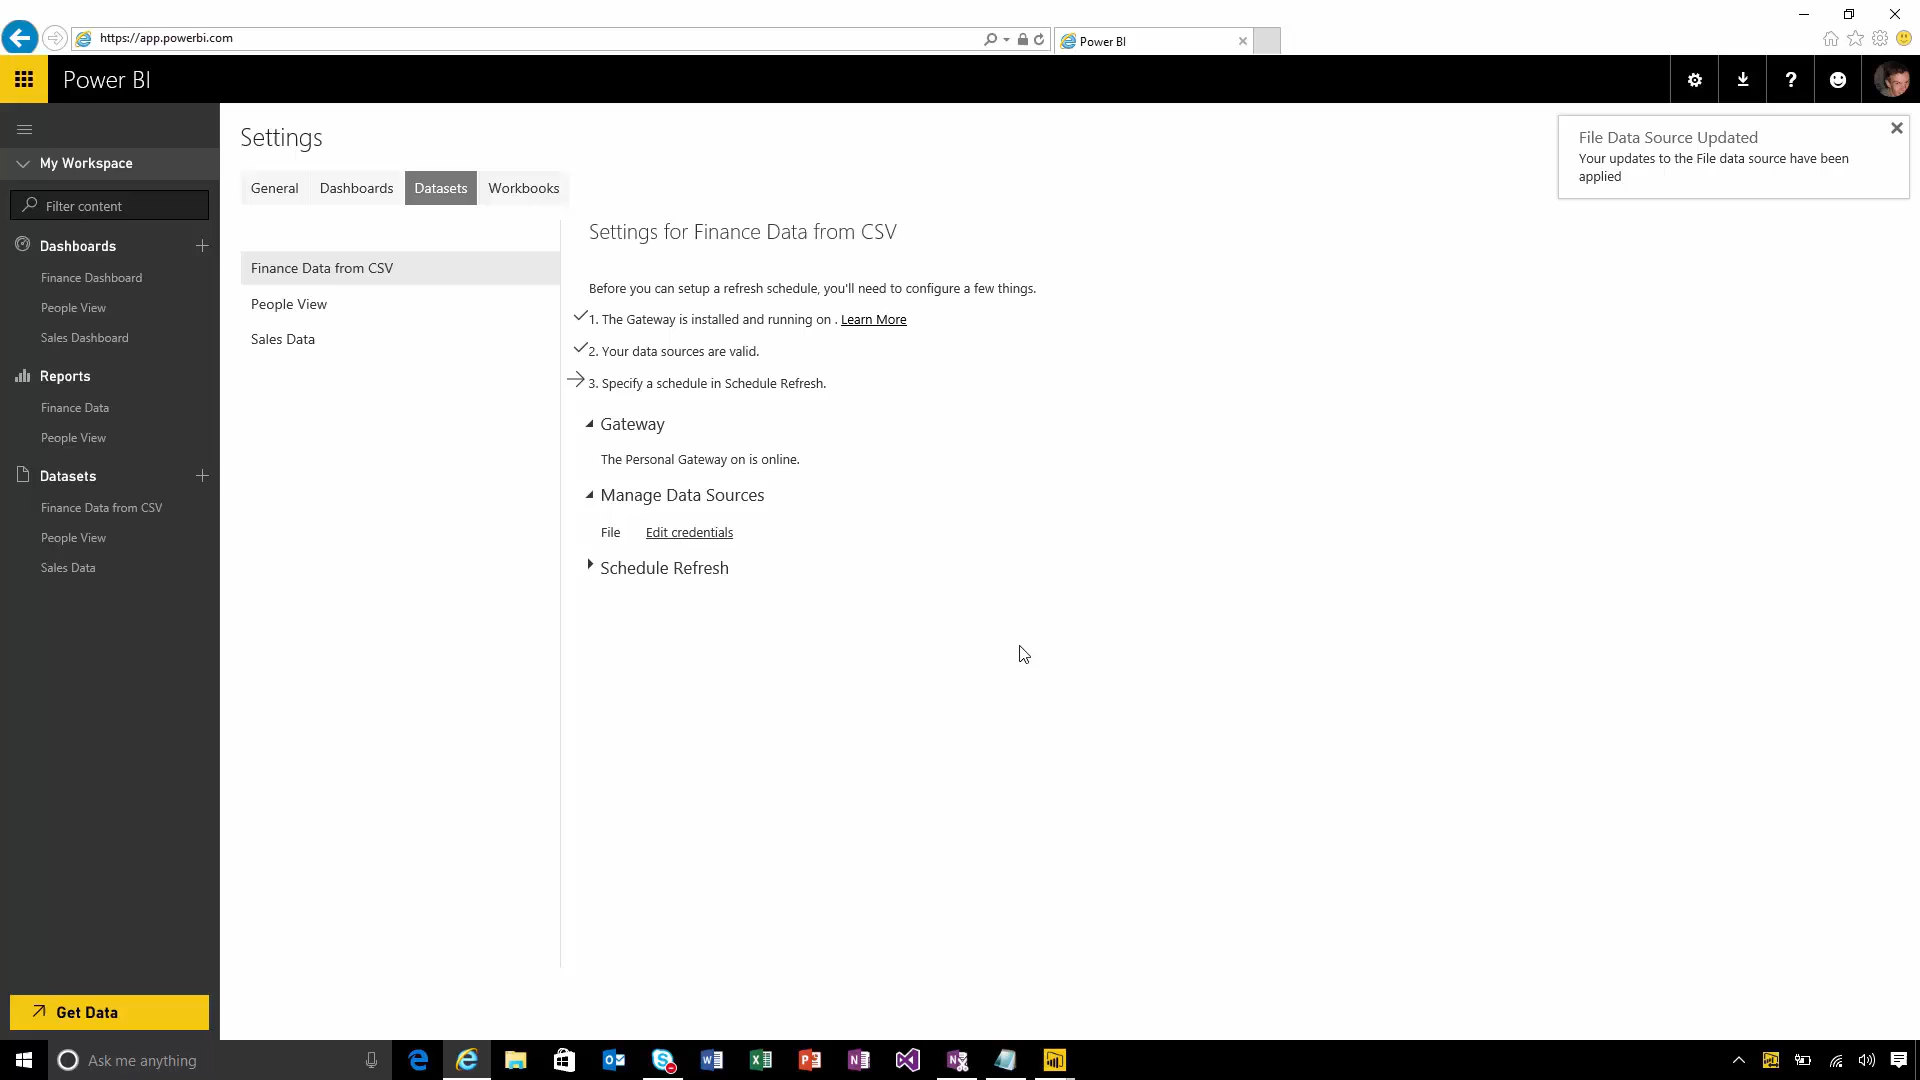 https://app.powerbi.com
Power BI
Power BI
?
My Workspace
Filter content
Dashboards
Finance Dashboard
People View
Sales Dashboard
Reports
Finance Data
People View
Datasets
Finance Data from CSV
People View
Sales Data
Get Data
Settings
General Dashboards Datasets Workbooks
Finance Data from CSV
People View
Sales Data
Settings for Finance Data from CSV
Before you can setup a refresh schedule, you'll need to configure a few things.
1. The Gateway is installed and running on . Learn More
2. Your data sources are valid.
3. Specify a schedule in Schedule Refresh.
Gateway
The Personal Gateway on is online.
Manage Data Sources
File Edit credentials
Schedule Refresh
File Data Source Updated
Your updates to the File data source have been
applied
Ask me anything